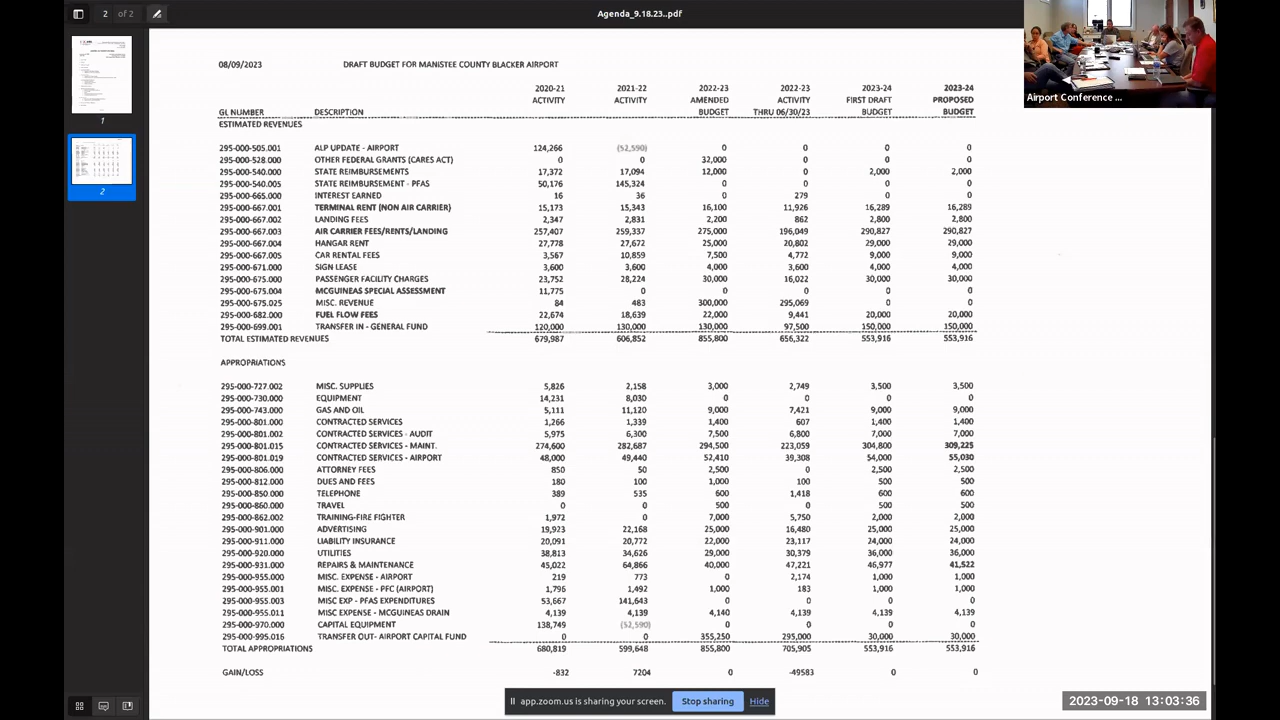 2 of 2
Agenda_9.18.23..pdf
1
2
Airport Conference ...
08/09/2023 DRAFT BUDGET FOR MANISTEE COUNTY BLACKER AIRPORT
2020-21 2021-22 2022-23 2022-23 2023-24 2023-24
ACTIVITY ACTIVITY AMENDED ACTIVITY FIRST DRAFT PROPOSED
GL NUMBER DESCRIPTION BUDGET THRU 06/30/23 BUDGET BUDGET
ESTIMATED REVENUES
295-000-505.001 ALP UPDATE - AIRPORT 124,266 (52,590) 0 0 0 0
295-000-528.000 OTHER FEDERAL GRANTS (CARES ACT) 0 0 32,000 0 0 0
295-000-540.000 STATE REIMBURSEMENTS 17,372 17,094 12,000 0 2,000 2,000
295-000-540.005 STATE REIMBURSEMENT - PFAS 50,176 145,324 0 0 0
295-000-665.000 INTEREST EARNED 16 36 0 279 0 0
295-000-667.001 TERMINAL RENT (NON AIR CARRIER) 15,173 15,343 16,100 11,926 16,289 16,289
295-000-667.002 LANDING FEES 2,347 2,831 2,200 862 2,800 2,800
295-000-667.003 AIR CARRIER FEES/RENTS/LANDING 257,407 259,337 275,000 196,049 290,827 290,827
295-000-667.004 HANGAR RENT 27,778 27,672 25,000 20,802 29,000 29,000
295-000-667.005 CAR RENTAL FEES 3,567 10,859 7,500 4,772 9,000 9,000
295-000-671.000 SIGN LEASE 3,600 3,600 4,000 3,600 4,000 4,000
295-000-675.000 PASSENGER FACILITY CHARGES 23,752 28,224 30,000 16,022 30,000 30,000
295-000-675.004 MCGUINEAS SPECIAL ASSESSMENT 11,775 0 0 0 0 0
295-000-675.025 MISC. REVENUE 84 483 300,000 295,069 0 0
295-000-682.000 FUEL FLOW FEES 22,674 18,639 22,000 9,441 20,000 20,000
295-000-699.001 TRANSFER IN - GENERAL FUND 120,000 130,000 130,000 97,500 150,000 150,000
TOTAL ESTIMATED REVENUES 679,987 606,852 855,800 656,322 553,916 553,916
APPROPRIATIONS
295-000-727.002 MISC. SUPPLIES 5,826 2,158 3,000 2,749 3,500 3,500
295-000-730.000 EQUIPMENT 14,231 8,030 0 0 0 0
295-000-743.000 GAS AND OIL 5,111 11,120 9,000 7,421 9,000 9,000
295-000-801.000 CONTRACTED SERVICES 1,266 1,339 1,400 607 1,400 1,400
295-000-801.002 CONTRACTED SERVICES - AUDIT 5,975 6,300 7,500 6,800 7,000 7,000
295-000-801.015 CONTRACTED SERVICES - MAINT. 274,600 282,687 294,500 223,059 304,800 309,225
295-000-801.019 CONTRACTED SERVICES - AIRPORT 48,000 49,440 52,410 39,308 54,000 55,030
295-000-806.000 ATTORNEY FEES 850 50 2,500 0 2,500 2,500
295-000-812.000 DUES AND FEES 180 100 1,000 100 500 500
295-000-850.000 TELEPHONE 389 535 600 1,418 600 600
295-000-860.000 TRAVEL 0 0 500 0 500 500
295-000-862.002 TRAINING-FIRE FIGHTER 1,972 0 7,000 5,750 2,000 2,000
295-000-901.000 ADVERTISING 19,923 22,168 25,000 16,480 25,000 25,000
295-000-911.000 LIABILITY INSURANCE 20,091 20,772 22,000 23,117 24,000 24,000
295-000-920.000 UTILITIES 38,813 34,626 29,000 30,379 36,000 36,000
295-000-931.000 REPAIRS & MAINTENANCE 45,022 64,866 40,000 47,221 46,977 41,522
295-000-955.000 MISC. EXPENSE - AIRPORT 219 773 0 2,174 1,000 1,000
295-000-955.001 MISC. EXPENSE - PFC (AIRPORT) 1,796 1,492 1,000 183 1,000 1,000
295-000-955.003 MISC EXP - PFAS EXPENDITURES 53,667 141,643 0 0 0 0
295-000-955.011 MISC EXPENSE - MCGUINEAS DRAIN 4,139 4,139 4,140 4,139 4,139 4,139
295-000-970.000 CAPITAL EQUIPMENT 138,749 (52,590) 0 0 0 0
295-000-995.016 TRANSFER OUT- AIRPORT CAPITAL FUND 0 0 355,250 295,000 30,000 30,000
TOTAL APPROPRIATIONS 680,819 599,648 855,800 705,905 553,916 553,916
GAIN/LOSS -832 7204 0 -49583 0 0
app.zoom.us is sharing your screen. Stop sharing Hide
2023-09-18 13:03:36